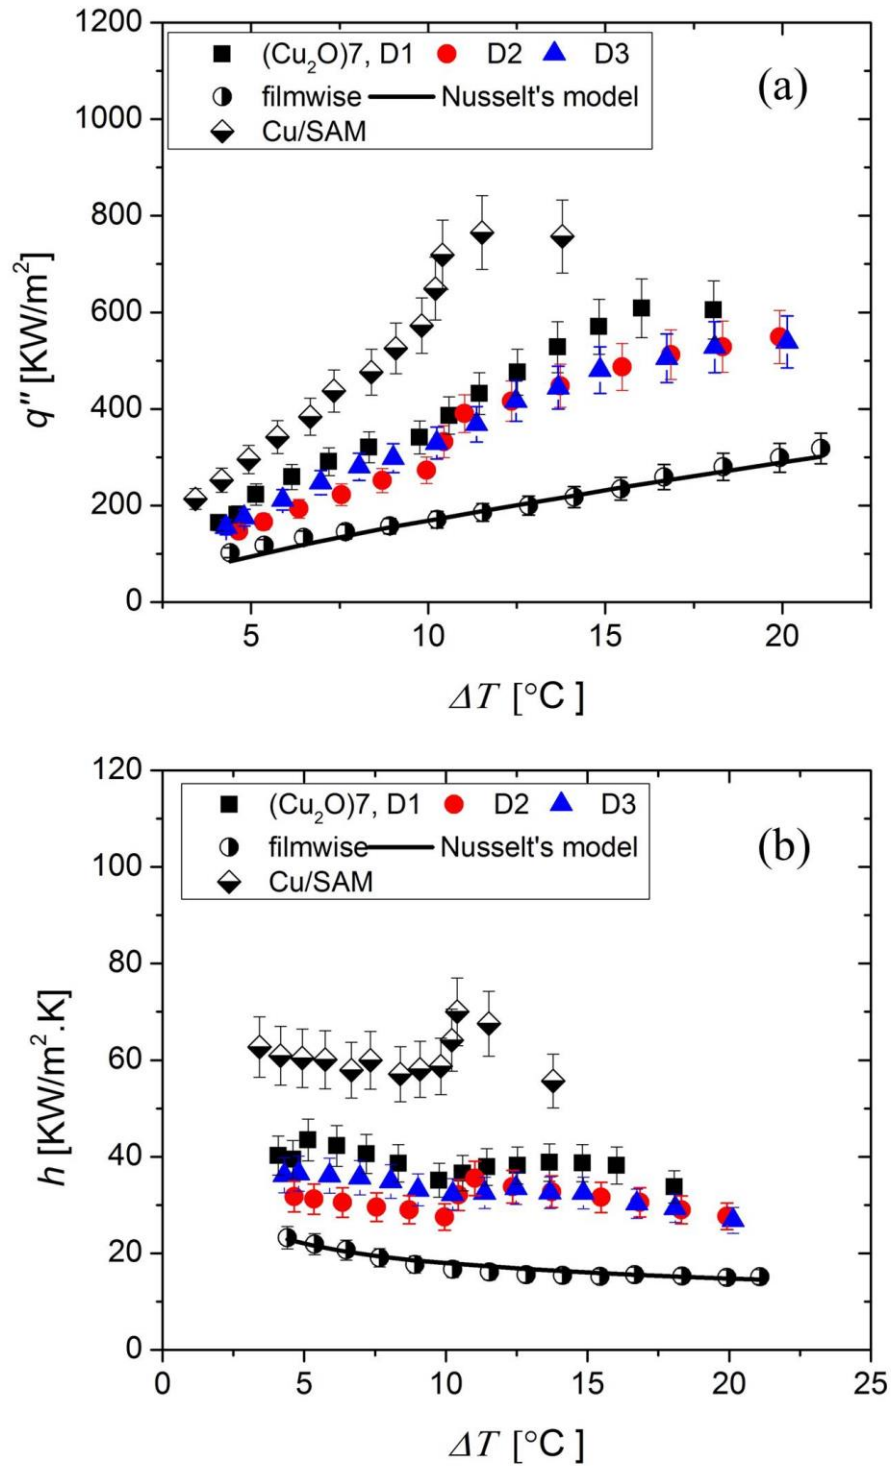 1200
(Cu₂O)7, D1 D2 D3
(a)
filmwise Nusselt's model
Cu/SAM
1000
800
600
400
200
0
q" [KW/m²]
5 10 15 20
ΔT [°C ]
120
(Cu₂O)7, D1 D2 D3
(b)
filmwise Nusselt's model
Cu/SAM
100
80
60
40
20
0
h [KW/m².K]
0 5 10 15 20 25
ΔT [°C ]